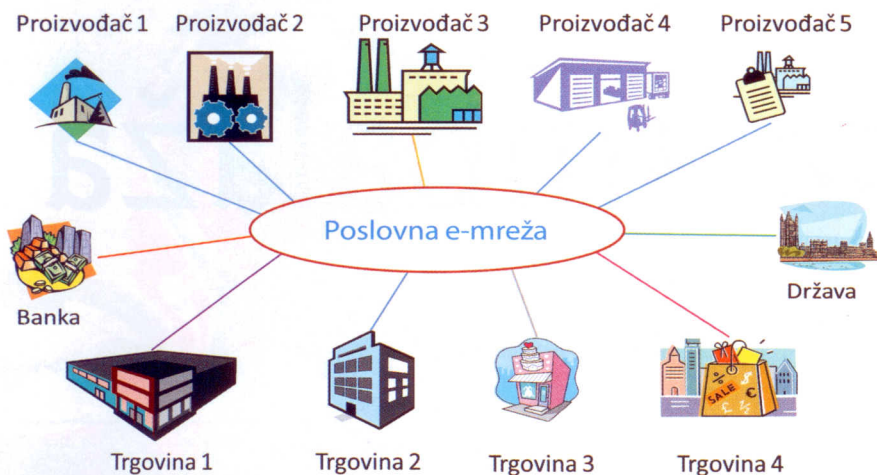 Proizvođač 1 Proizvođač 2 Proizvođač 3 Proizvođač 4 Proizvođač 5
Poslovna e-mreža
Banka
Država
SALE
Trgovina 1 Trgovina 2 Trgovina 3 Trgovina 4